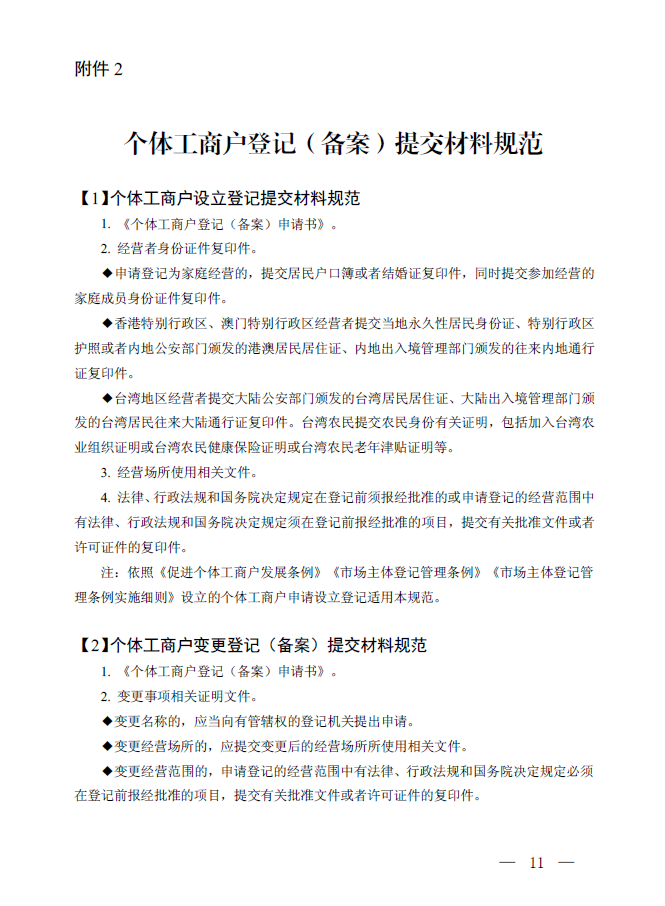 附件 2
个体工商户登记（备案）提交材料规范
【1】个体工商户设立登记提交材料规范
1. 《个体工商户登记（备案）申请书》。
2. 经营者身份证件复印件。
◆申请登记为家庭经营的，提交居民户口簿或者结婚证复印件，同时提交参加经营的
家庭成员身份证件复印件。
◆香港特别行政区、澳门特别行政区经营者提交当地永久性居民身份证、特别行政区
护照或者内地公安部门颁发的港澳居民居住证、内地出入境管理部门颁发的往来内地通行
证复印件。
◆台湾地区经营者提交大陆公安部门颁发的台湾居民居住证、大陆出入境管理部门颁
发的台湾居民往来大陆通行证复印件。台湾农民提交农民身份有关证明，包括加入台湾农
业组织证明或台湾农民健康保险证明或台湾农民老年津贴证明等。
3. 经营场所使用相关文件。
4. 法律、行政法规和国务院决定规定在登记前须报经批准的或申请登记的经营范围中
有法律、行政法规和国务院决定规定须在登记前报经批准的项目，提交有关批准文件或者
许可证件的复印件。
注：依照《促进个体工商户发展条例》《市场主体登记管理条例》《市场主体登记管
理条例实施细则》设立的个体工商户申请设立登记适用本规范。
【2】个体工商户变更登记（备案）提交材料规范
1. 《个体工商户登记（备案）申请书》。
2. 变更事项相关证明文件。
◆变更名称的，应当向有管辖权的登记机关提出申请。
◆变更经营场所的，应提交变更后的经营场所所使用相关文件。
◆变更经营范围的，申请登记的经营范围中有法律、行政法规和国务院决定规定必须
在登记前报经批准的项目，提交有关批准文件或者许可证件的复印件。
— 11 —